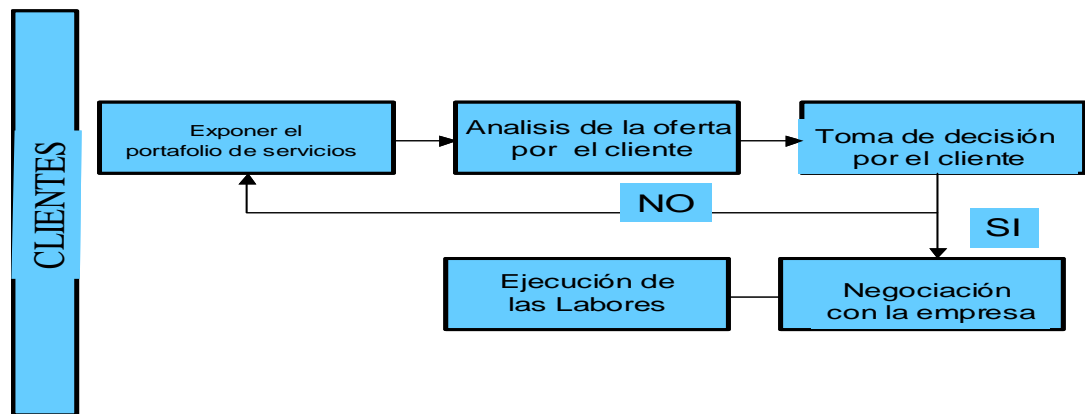 CLIENTES
Exponer el
portafolio de servicios
Analisis de la oferta
por el cliente
Toma de decisión
por el cliente
NO
SI
Ejecución de
las Labores
Negociación
con la empresa